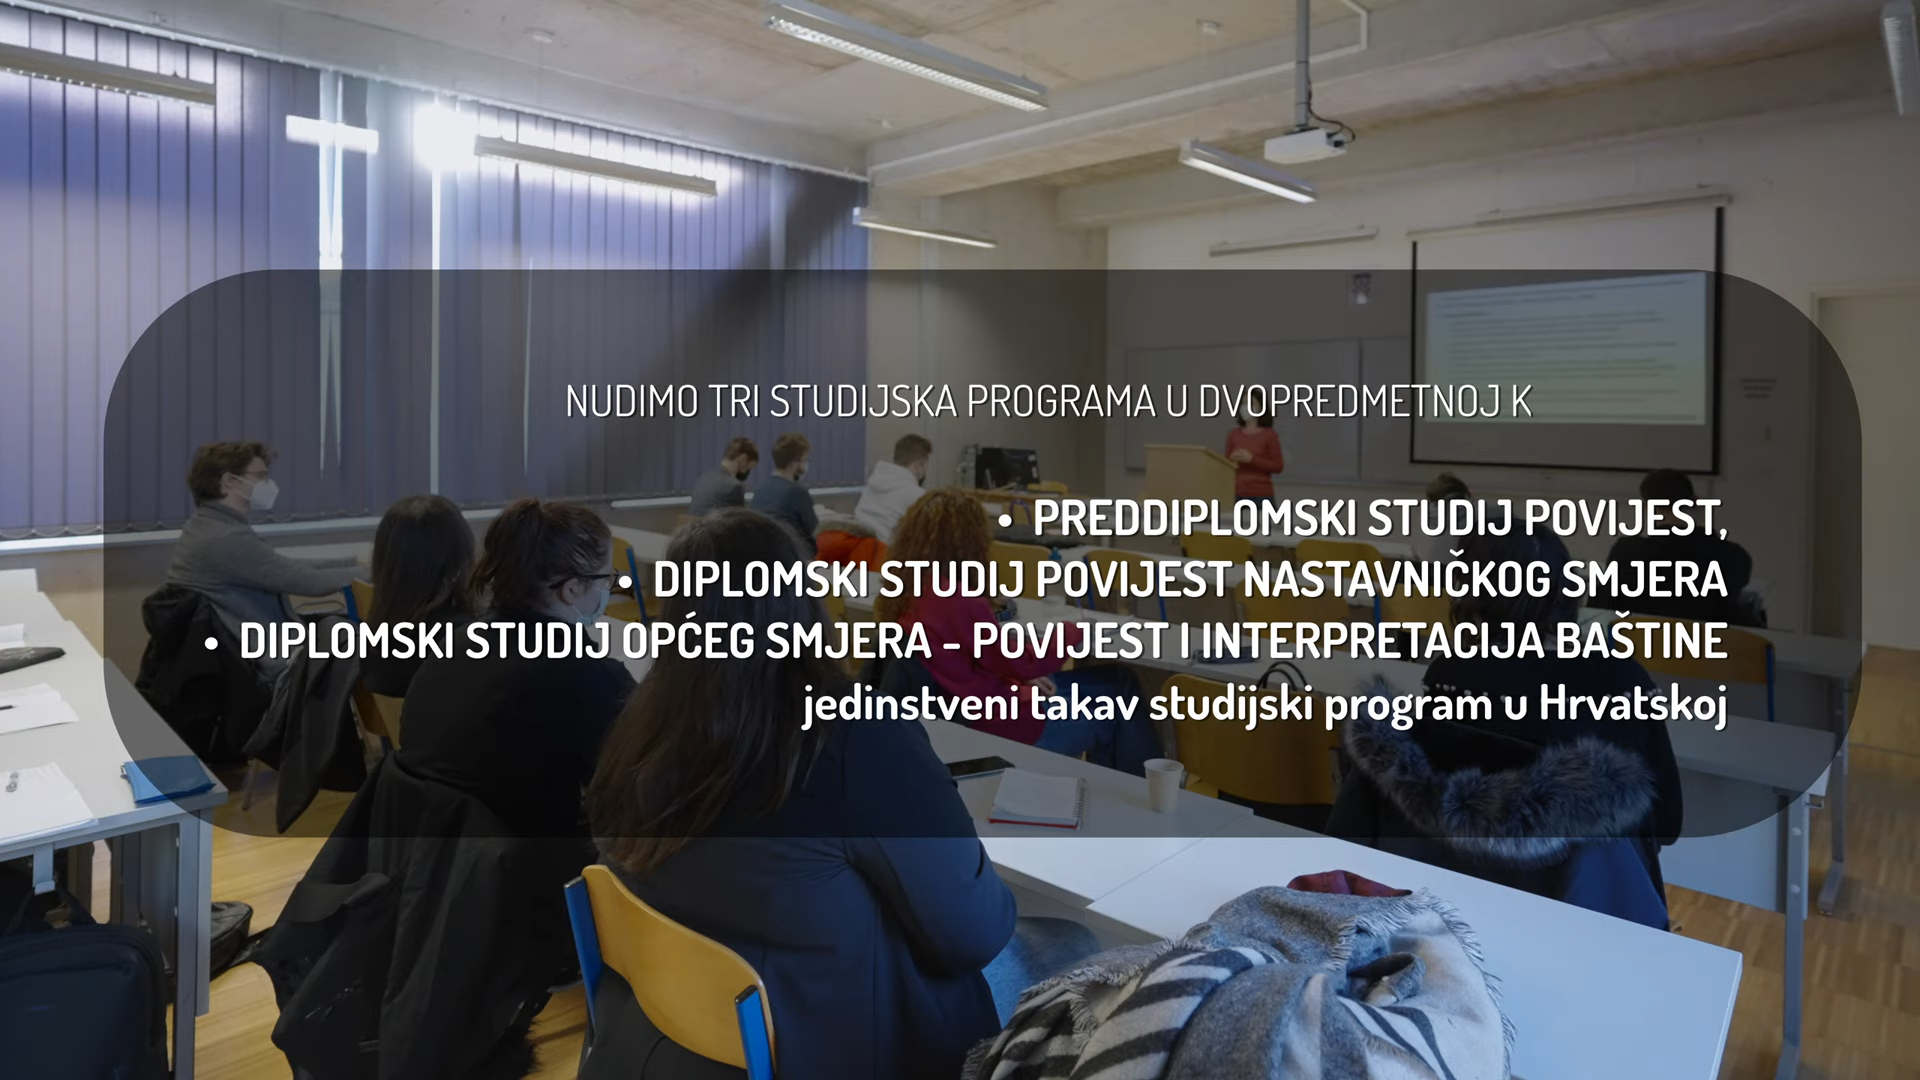 NUDIMO TRI STUDIJSKA PROGRAMA U DVOPREDMETNOJ K
• PREDDIPLOMSKI STUDIJ POVIJEST,
• DIPLOMSKI STUDIJ POVIJEST NASTAVNIČKOG SMJERA
• DIPLOMSKI STUDIJ OPĆEG SMJERA - POVIJEST I INTERPRETACIJA BAŠTINE
jedinstveni takav studijski program u Hrvatskoj